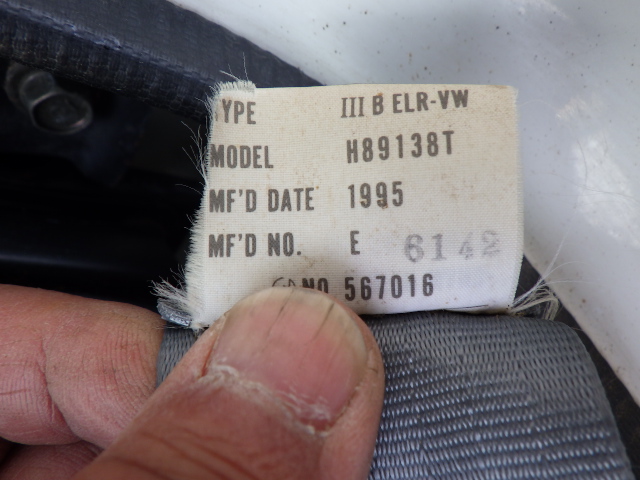 TYPE III B ELR-VW
MODEL H89138T
MF'D DATE 1995
MF'D NO. E 6142
NO 567016